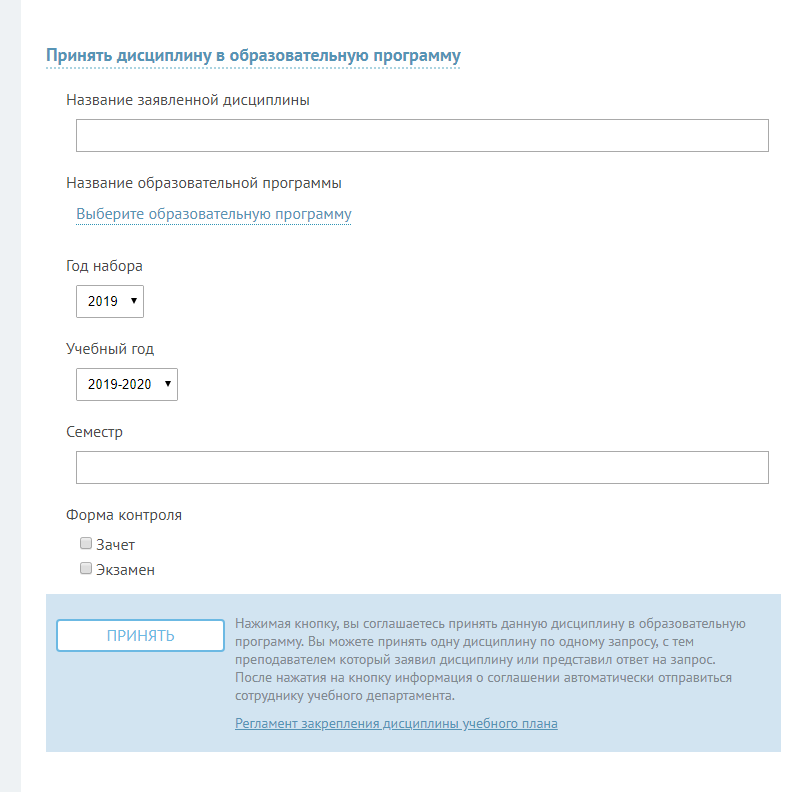 Принять дисциплину в образовательную программу
Название заявленной дисциплины
Название образовательной программы
Выберите образовательную программу
Год набора
2019
Учебный год
2019-2020
Семестр
Форма контроля
Зачет
Экзамен
ПРИНЯТЬ
Нажимая кнопку, вы соглашаетесь принять данную дисциплину в образовательную
программу. Вы можете принять одну дисциплину по одному запросу, с тем
преподавателем который заявил дисциплину или представил ответ на запрос.
После нажатия на кнопку информация о соглашении автоматически отправиться
сотруднику учебного департамента.
Регламент закрепления дисциплины учебного плана